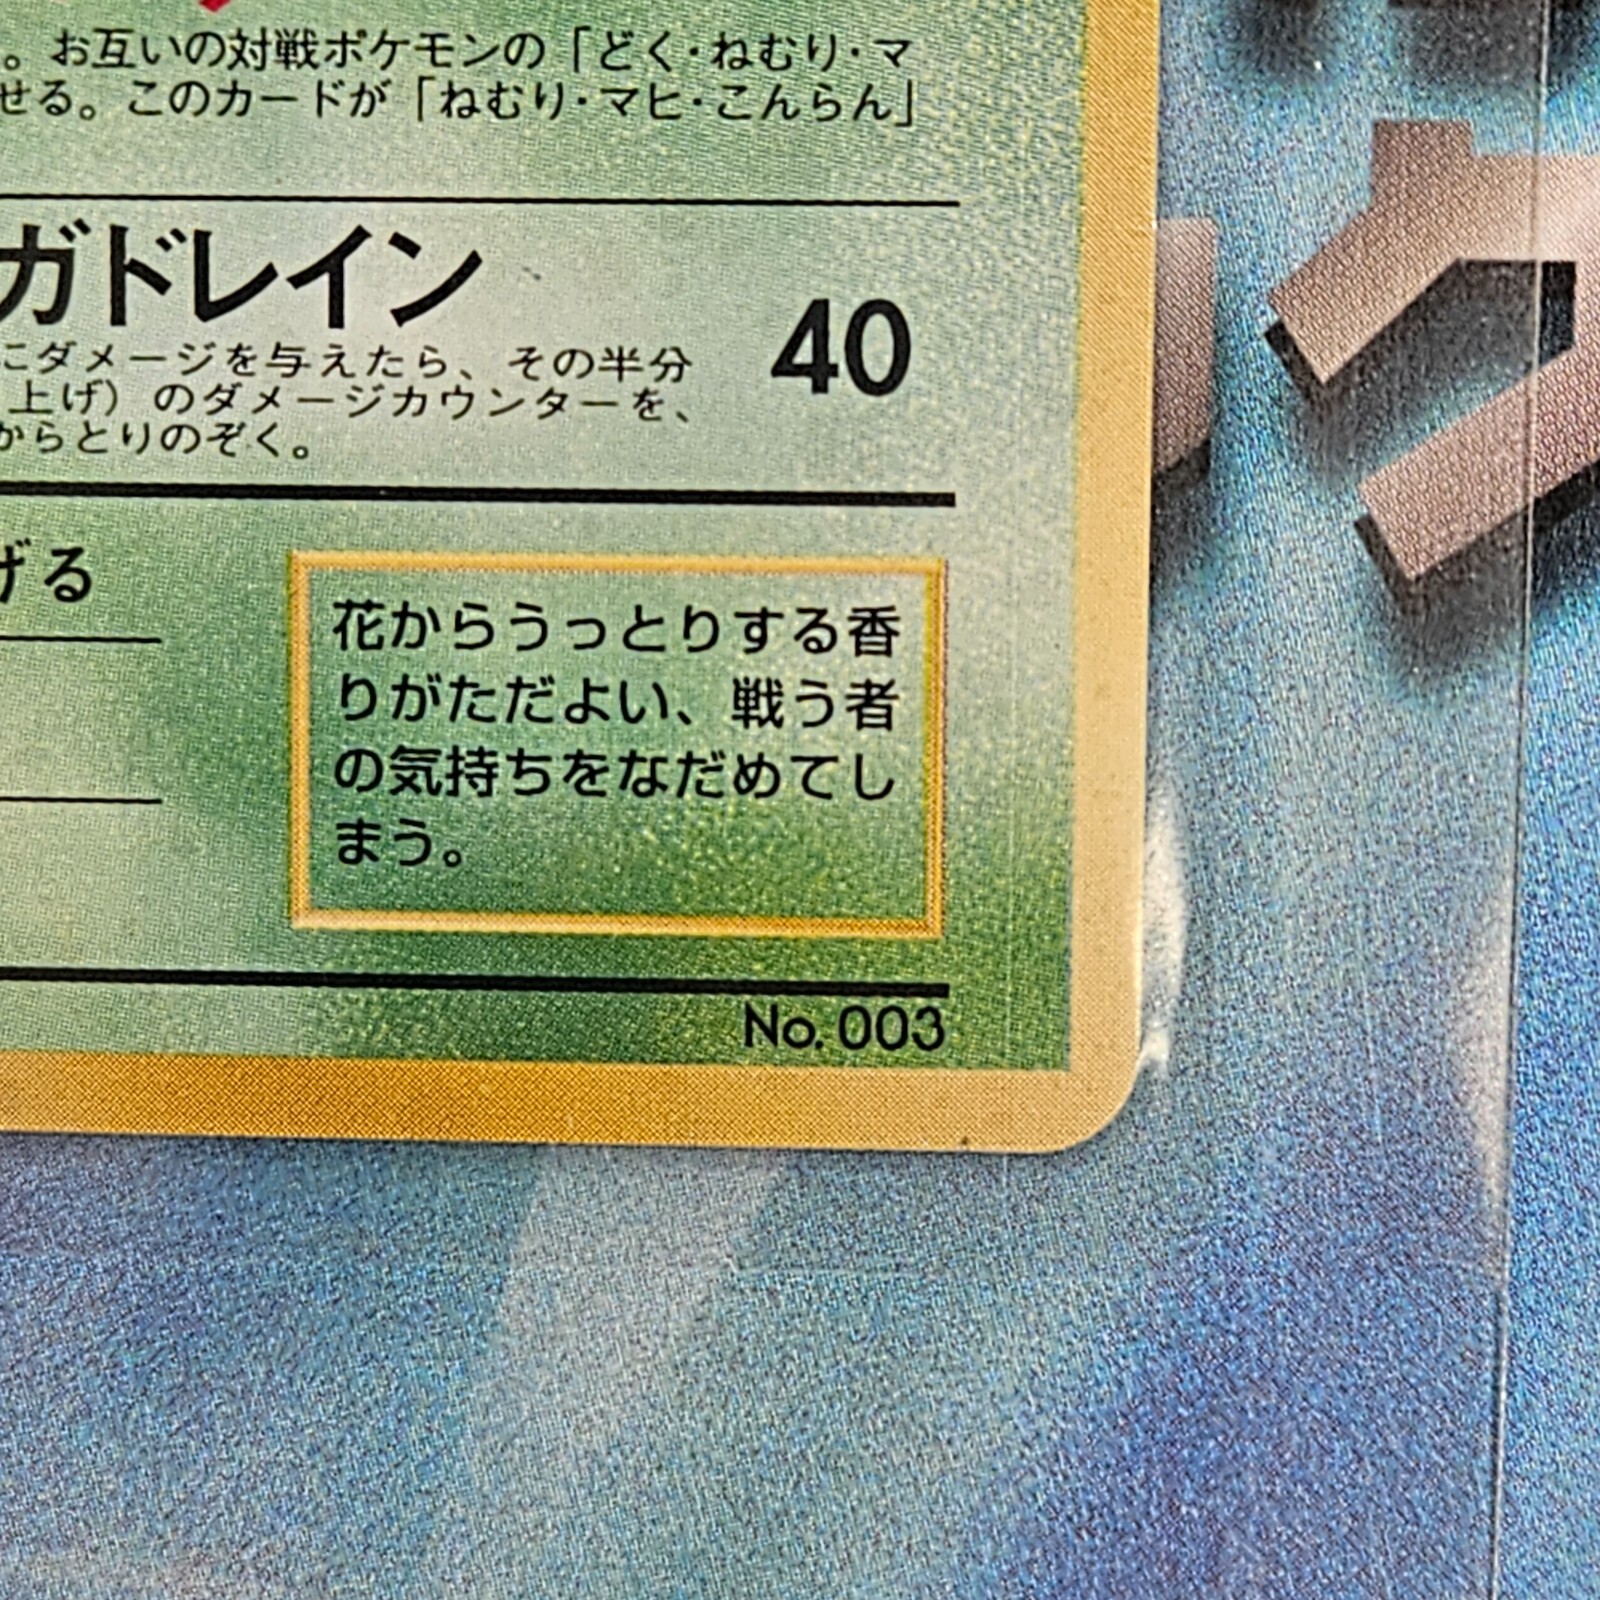 。お互いの対戦ポケモンの「どく・ねむり・マ
せる。このカードが「ねむり・マヒ・こんらん」
ガドレイン
40
にダメージを与えたら、その半分
上げ）のダメージカウンターを、
からとりのぞく。
げる
花からうっとりする香
りがただよい、戦う者
の気持ちをなだめてし
まう。
No.003